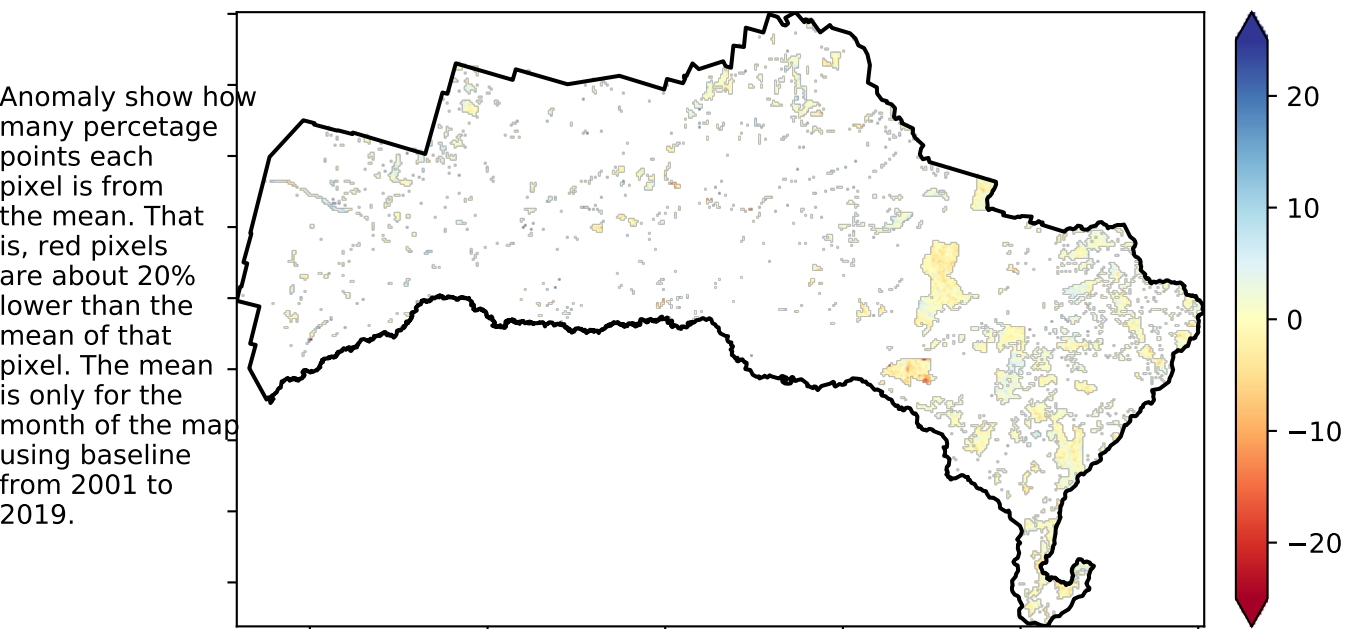 Anomaly show how
many percetage
points each
pixel is from
the mean. That
is, red pixels
are about 20%
lower than the
mean of that
pixel. The mean
is only for the
month of the map
using baseline
from 2001 to
2019.
20
10
0
−10
−20